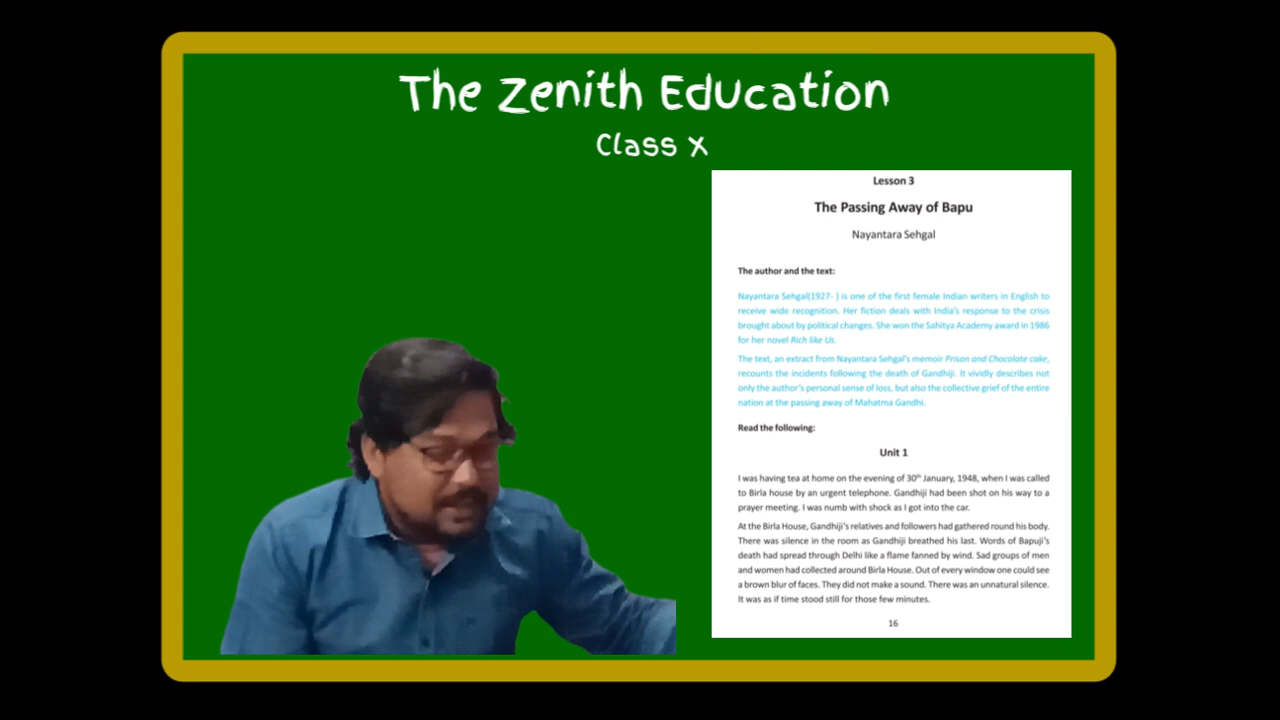 The Zenith Education
Class X
Lesson 3
The Passing Away of Bapu
Nayantara Sehgal
The author and the text:
Nayantara Sehgal(1927- ) is one of the first female Indian writers in English to
receive wide recognition. Her fiction deals with India's response to the crisis
brought about by political changes. She won the Sahitya Academy award in 1986
for her novel Rich like Us.
The text, an extract from Nayantara Sehgal's memoir Prison and Chocolate cake,
recounts the incidents following the death of Gandhiji. It vividly describes not
only the author's personal sense of loss, but also the collective grief of the entire
nation at the passing away of Mahatma Gandhi.
Read the following:
Unit 1
I was having tea at home on the evening of 30th January, 1948, when I was called
to Birla house by an urgent telephone. Gandhiji had been shot on his way to a
prayer meeting. I was numb with shock as I got into the car.
At the Birla House, Gandhiji's relatives and followers had gathered round his body.
There was silence in the room as Gandhiji breathed his last. Words of Bapuji's
death had spread through Delhi like a flame fanned by wind. Sad groups of men
and women had collected around Birla House. Out of every window one could see
a brown blur of faces. They did not make a sound. There was an unnatural silence.
It was as if time stood still for those few minutes.
16